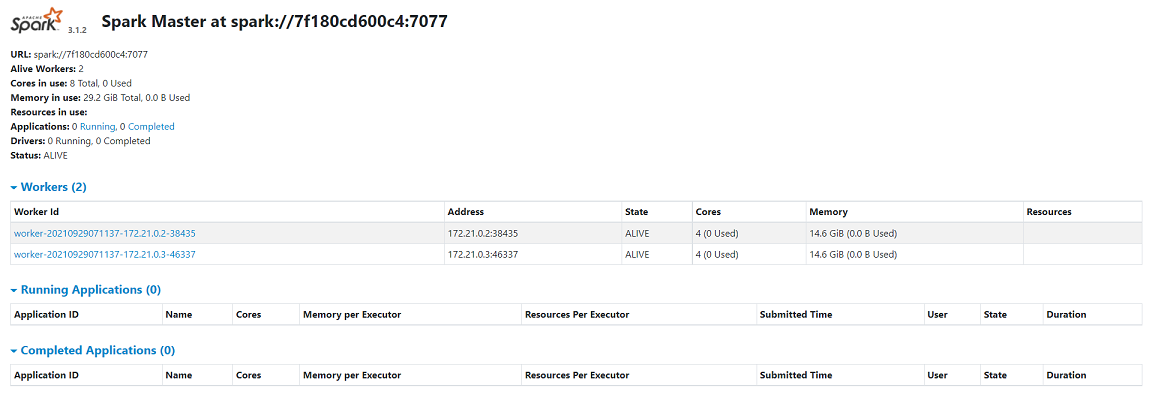 APACHE
Spark 3.1.2 Spark Master at spark://7f180cd600c4:7077
URL: spark://7f180cd600c4:7077
Alive Workers: 2
Cores in use: 8 Total, 0 Used
Memory in use: 29.2 GiB Total, 0.0 B Used
Resources in use:
Applications: 0 Running, 0 Completed
Drivers: 0 Running, 0 Completed
Status: ALIVE
Workers (2)
Worker Id Address State Cores Memory Resources
worker-20210929071137-172.21.0.2-38435 172.21.0.2:38435 ALIVE 4 (0 Used) 14.6 GiB (0.0 B Used)
worker-20210929071137-172.21.0.3-46337 172.21.0.3:46337 ALIVE 4 (0 Used) 14.6 GiB (0.0 B Used)
Running Applications (0)
Application ID Name Cores Memory per Executor Resources Per Executor Submitted Time User State Duration
Completed Applications (0)
Application ID Name Cores Memory per Executor Resources Per Executor Submitted Time User State Duration